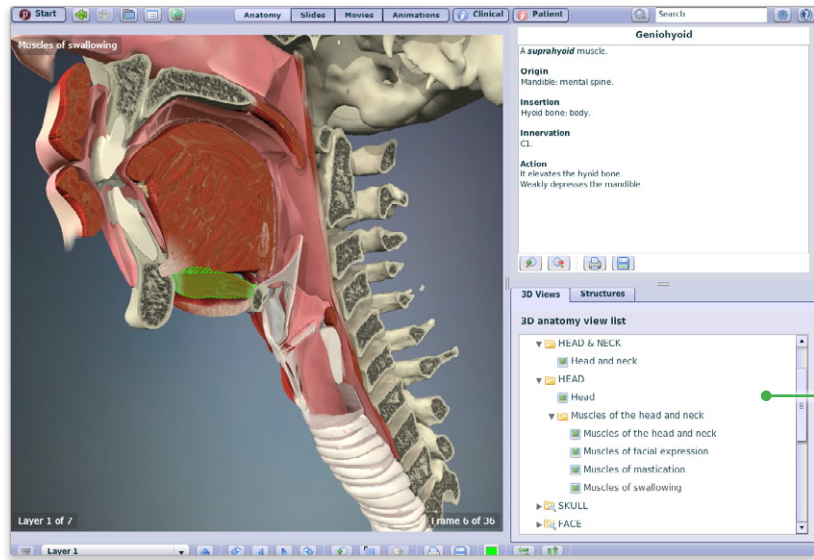 Start
Anatomy Slides Movies Animations Clinical Patient Search
Muscles of swallowing
Geniohyoid
A suprahyoid muscle.
Origin
Mandible: mental spine.
Insertion
Hyoid bone: body.
Innervation
C1.
Action
It elevates the hyoid bone.
Weakly depresses the mandible.
3D Views Structures
3D anatomy view list
HEAD & NECK
Head and neck
HEAD
Head
Muscles of the head and neck
Muscles of the head and neck
Muscles of facial expression
Muscles of mastication
Muscles of swallowing
SKULL
FACE
Layer 1 of 7
Frame 6 of 36
Layer 1